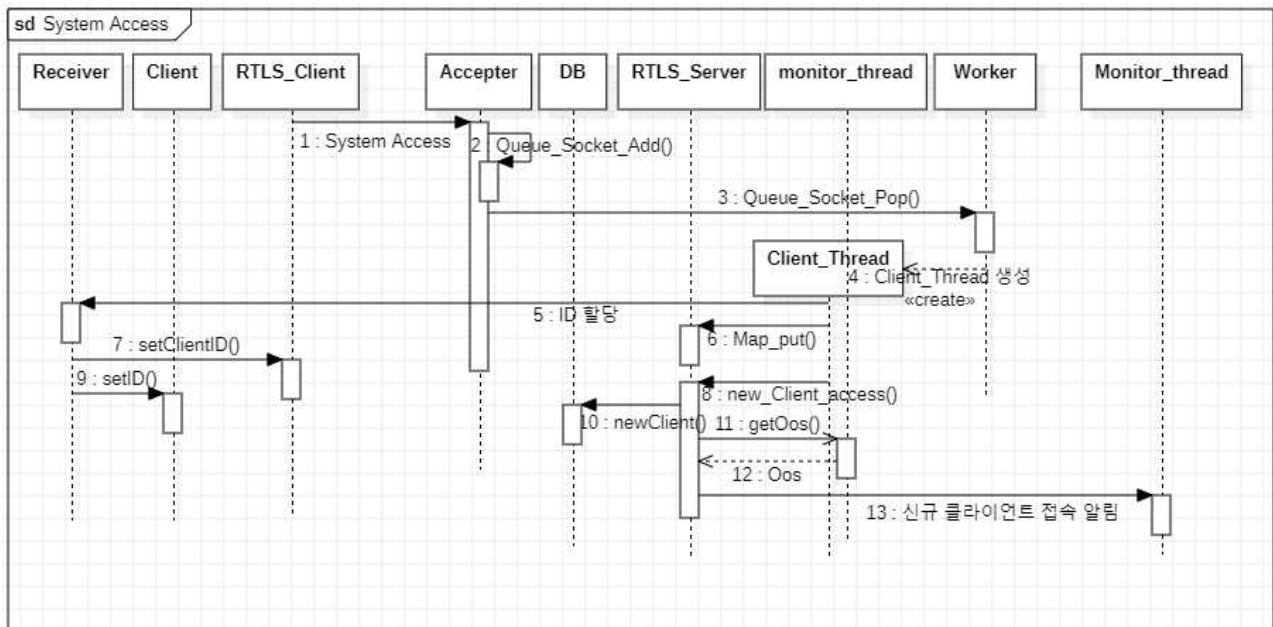 sd System Access
Receiver
Client
RTLS_Client
Accepter
DB
RTLS_Server
monitor_thread
Worker
Monitor_thread
1 : System Access
2 : Queue_Socket_Add()
3 : Queue_Socket_Pop()
Client_Thread
4 : Client_Thread 생성
«create»
5 : ID 할당
6 : Map_put()
7 : setClientID()
9 : setID()
8 : new_Client_access()
10 : newClient()
11 : getOos()
12 : Oos
13 : 신규 클라이언트 접속 알림